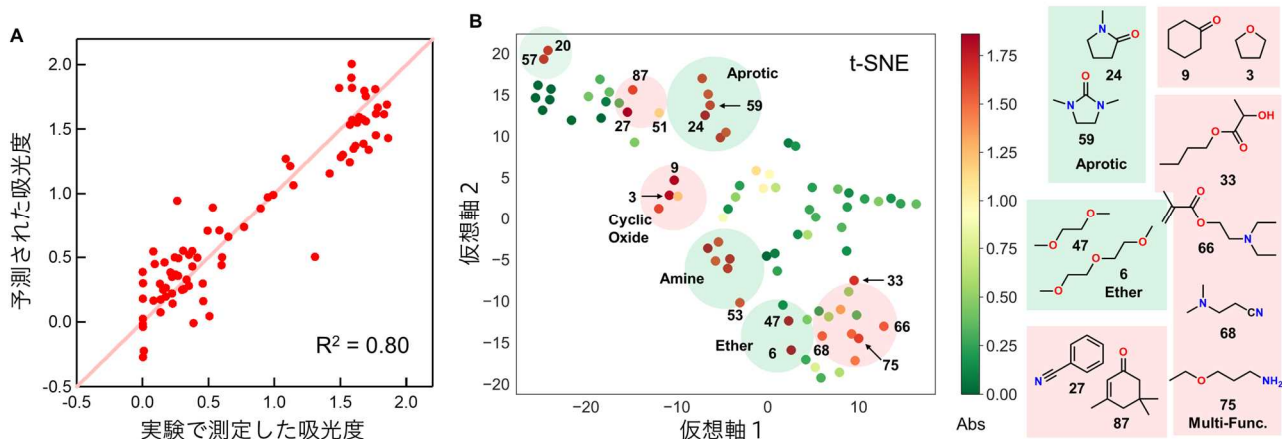 A
予測された吸光度
2.0
1.5
1.0
0.5
0.0
-0.5
-0.5 0.0 0.5 1.0 1.5 2.0
R² = 0.80
実験で測定した吸光度
B
仮想軸 2
20
15
10
5
0
−5
−10
−15
−20
−20 −10 0 10
仮想軸 1
t-SNE
20
57
87
Aprotic
59
27
51
24
9
3
Cyclic
Oxide
Amine
53
33
47
66
Ether
6
68
75
1.75
1.50
1.25
1.00
0.75
0.50
0.25
0.00
Abs
N
O
24
O
N
N
59
Aprotic
O
O
9
3
OH
O
O
33
O
O
47
O
O
O
6
Ether
O
O
N
66
N
CN
68
O
NH2
75
Multi-Func.
N
27
O
87